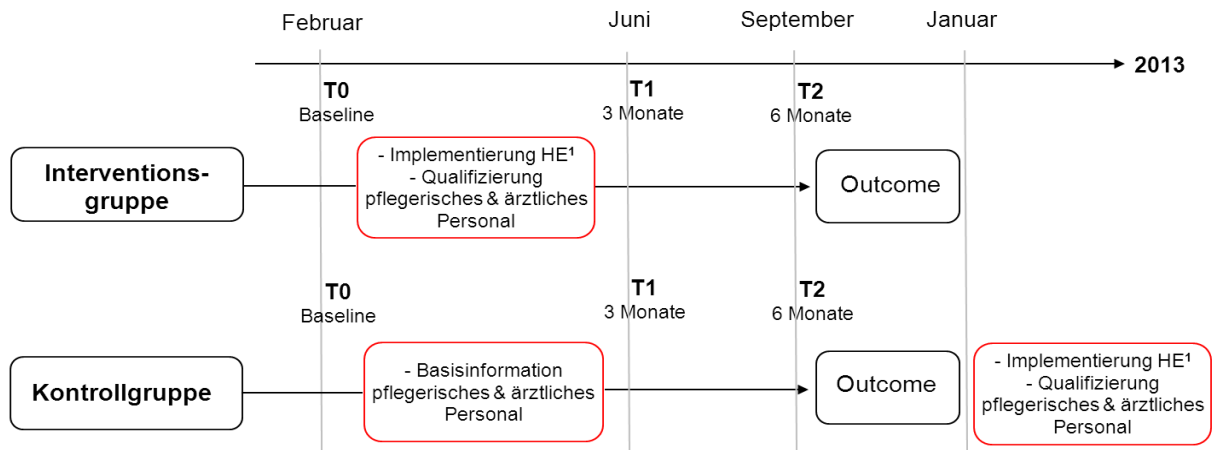 Februar
Juni
September
Januar
2013
T0
Baseline
T1
3 Monate
T2
6 Monate
Interventions-
gruppe
- Implementierung HE¹
- Qualifizierung
pflegerisches & ärztliches
Personal
Outcome
T0
Baseline
T1
3 Monate
T2
6 Monate
Kontrollgruppe
- Basisinformation
pflegerisches & ärztliches
Personal
Outcome
- Implementierung HE¹
- Qualifizierung
pflegerisches & ärztliches
Personal